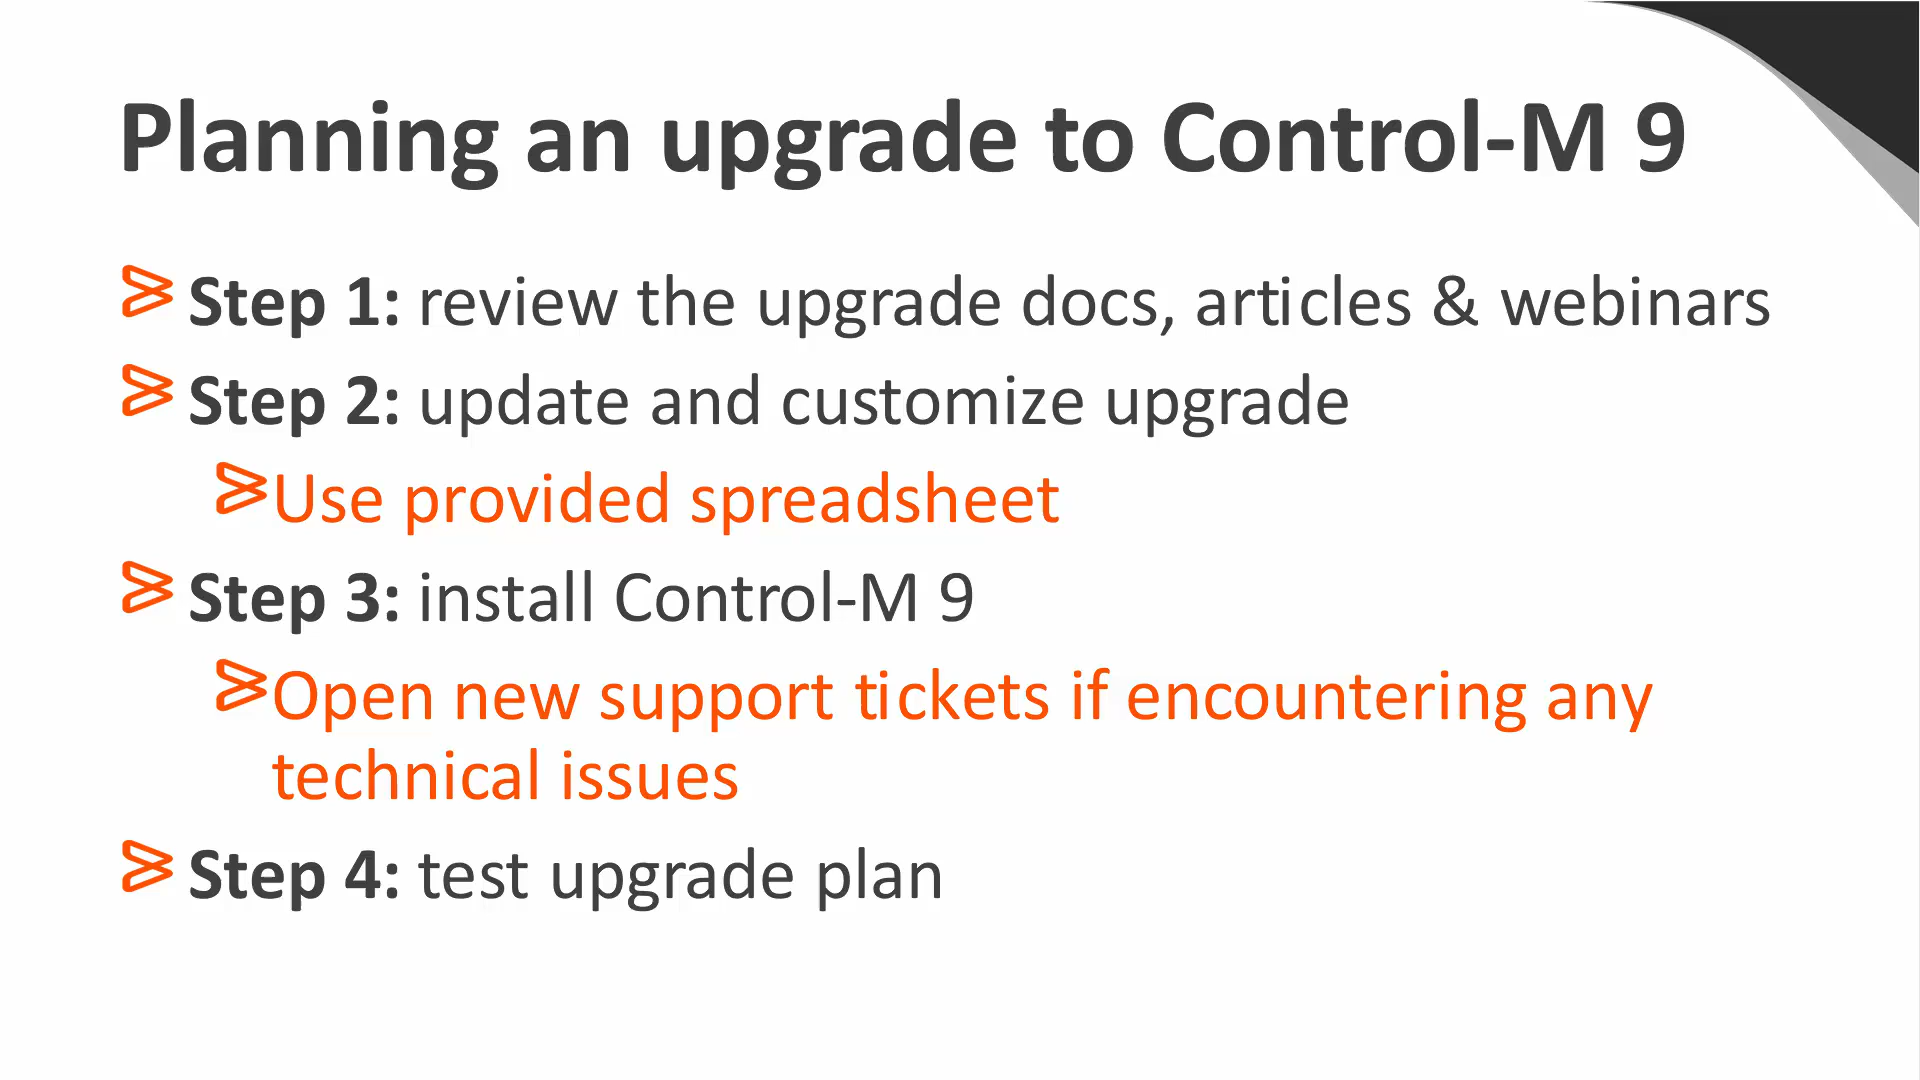 Planning an upgrade to Control-M 9
Step 1: review the upgrade docs, articles & webinars
Step 2: update and customize upgrade
Use provided spreadsheet
Step 3: install Control-M 9
Open new support tickets if encountering any
technical issues
Step 4: test upgrade plan